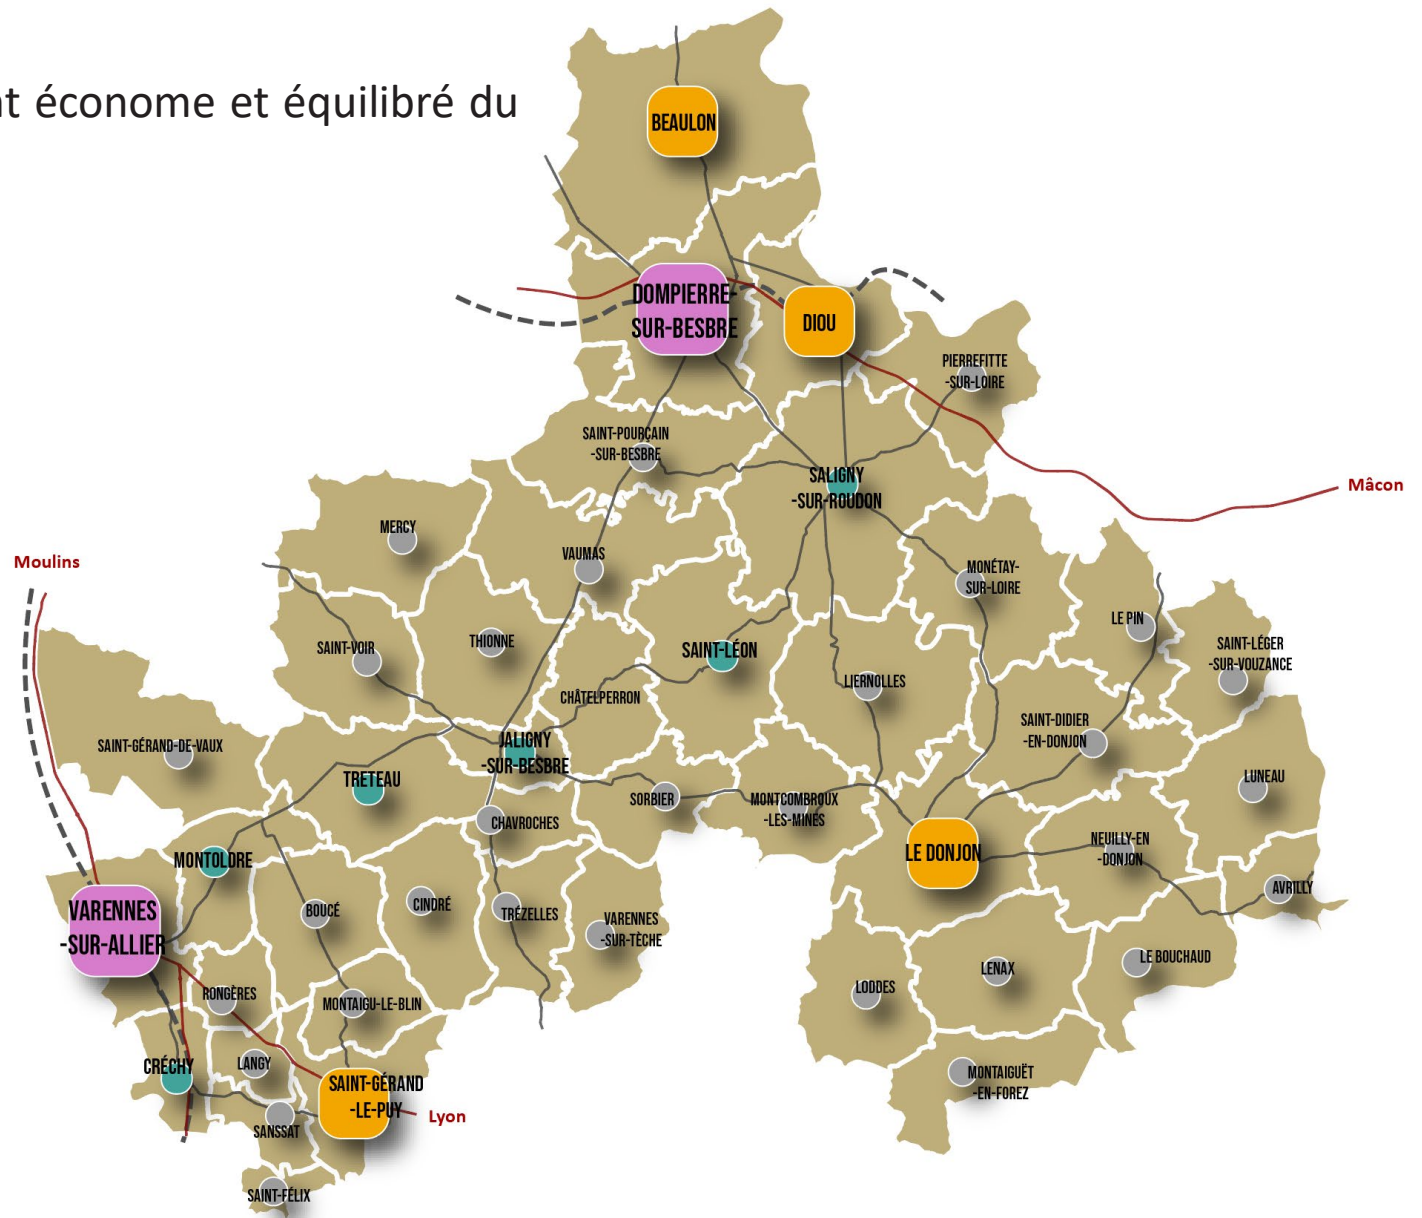 nt économe et équilibré du
BEAULON
DOMPIERRE-
SUR-BESBRE
DIOU
PIERREFITTE
-SUR-LOIRE
SAINT-POURÇAIN
-SUR-BESBRE
SALIGNY
-SUR-ROUDON
Mâcon
MERCY
VAUMAS
Moulins
MONÉTAY-
SUR-LOIRE
LE PIN
SAINT-VOIR
THIONNE
SAINT-LÉON
SAINT-LÉGER
-SUR-VOUZANCE
LIERNOLLES
CHÂTELPERRON
SAINT-DIDIER
-EN-DONJON
SAINT-GÉRAND-DE-VAUX
JALIGNY
-SUR-BESBRE
TRETEAU
LUNEAU
SORBIER
MONTCOMBROUX
-LES-MINES
CHAVROCHES
NEUILLY-EN
-DONJON
LE DONJON
MONTOLDRE
AVRILLY
VARENNES
-SUR-ALLIER
BOUCÉ
CINDRÉ
TRÉZELLES
VARENNES
-SUR-TÈCHE
LE BOUCHAUD
LENAX
LODDES
RONGÈRES
MONTAIGU-LE-BLIN
CRÉCHY
LANGY
MONTAIGUËT
-EN-FOREZ
SAINT-GÉRAND
-LE-PUY
Lyon
SANSSAT
SAINT-FÉLIX